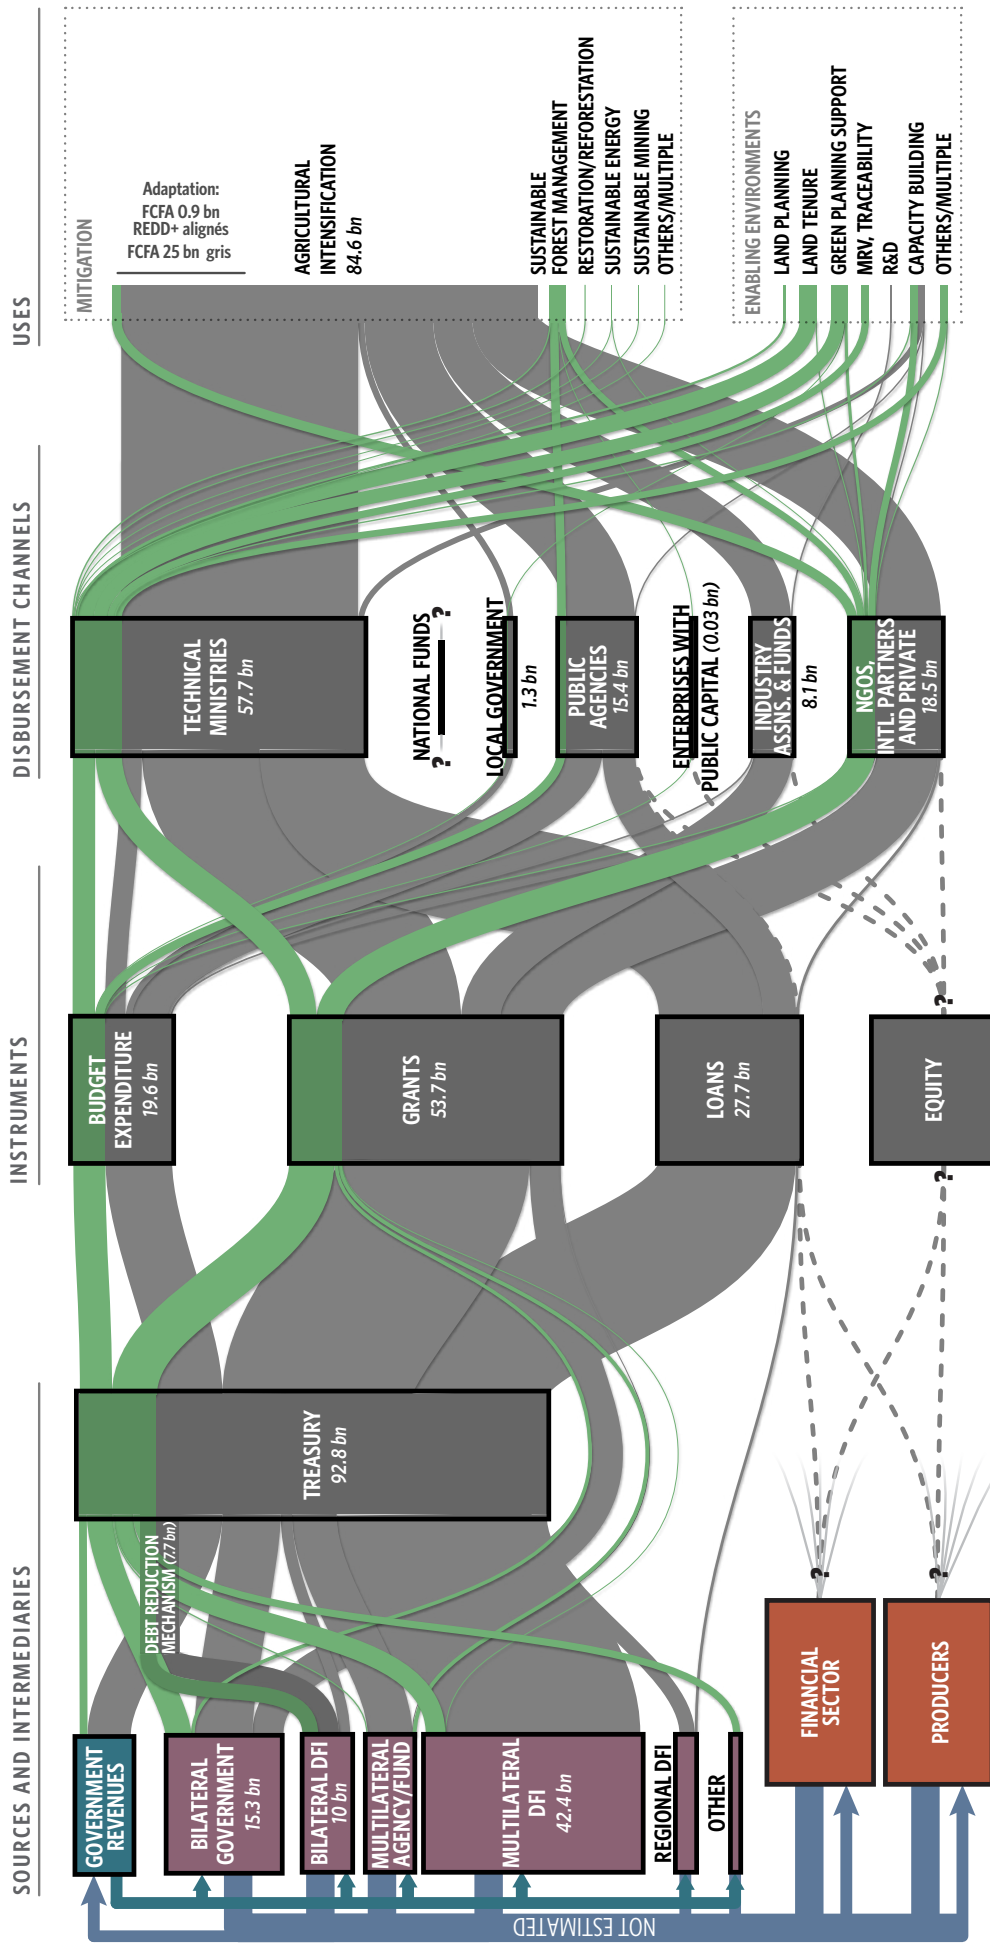 SOURCES AND INTERMEDIARIES
INSTRUMENTS
DISBURSEMENT CHANNELS
USES
GOVERNMENT
REVENUES
BILATERAL
GOVERNMENT
15.3 bn
BILATERAL DFI
10 bn
MULTILATERAL
AGENCY/FUND
MULTILATERAL
DFI
42.4 bn
REGIONAL DFI
OTHER
FINANCIAL
SECTOR
PRODUCERS
NOT ESTIMATED
DEBT REDUCTION
MECHANISM (7.7 bn)
TREASURY
92.8 bn
?
?
BUDGET
EXPENDITURE
19.6 bn
GRANTS
53.7 bn
LOANS
27.7 bn
?
EQUITY
?
TECHNICAL
MINISTRIES
57.7 bn
? NATIONAL FUNDS ?
LOCAL GOVERNMENT
1.3 bn
PUBLIC
AGENCIES
15.4 bn
ENTERPRISES WITH
PUBLIC CAPITAL (0.03 bn)
INDUSTRY
ASSNS. & FUNDS
8.1 bn
NGOS,
INTL. PARTNERS
AND PRIVATE
18.5 bn
MITIGATION
Adaptation:
FCFA 0.9 bn
REDD+ alignés
FCFA 25 bn gris
AGRICULTURAL
INTENSIFICATION
84.6 bn
SUSTAINABLE
FOREST MANAGEMENT
RESTORATION/REFORESTATION
SUSTAINABLE ENERGY
SUSTAINABLE MINING
OTHERS/MULTIPLE
ENABLING ENVIRONMENTS
LAND PLANNING
LAND TENURE
GREEN PLANNING SUPPORT
MRV, TRACEABILITY
R&D
CAPACITY BUILDING
OTHERS/MULTIPLE